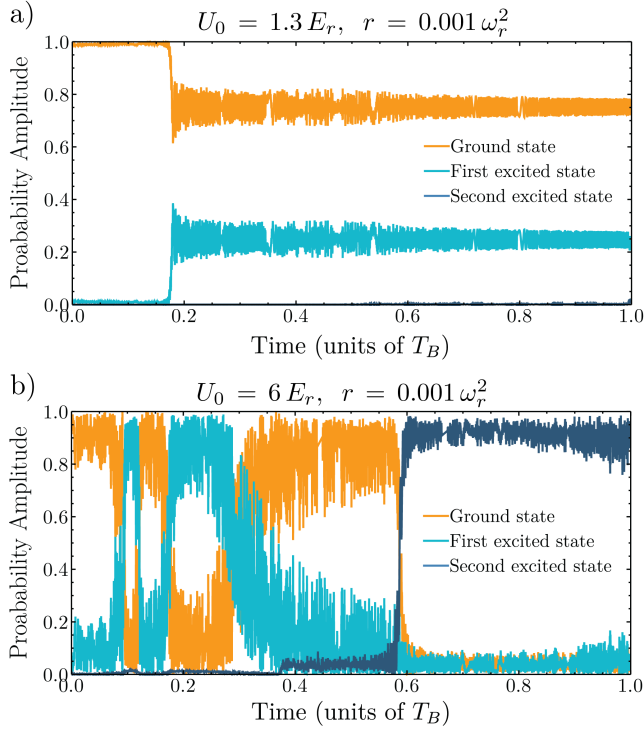 a)
U₀ = 1.3 Eᵣ, r = 0.001 ωᵣ²
Proabability Amplitude
1.0
0.8
0.6
0.4
0.2
0.0
Ground state
First excited state
Second excited state
0.0 0.2 0.4 0.6 0.8 1.0
Time (units of T_B)
b)
U₀ = 6 Eᵣ, r = 0.001 ωᵣ²
Proabability Amplitude
1.0
0.8
0.6
0.4
0.2
0.0
Ground state
First excited state
Second excited state
0.0 0.2 0.4 0.6 0.8 1.0
Time (units of T_B)